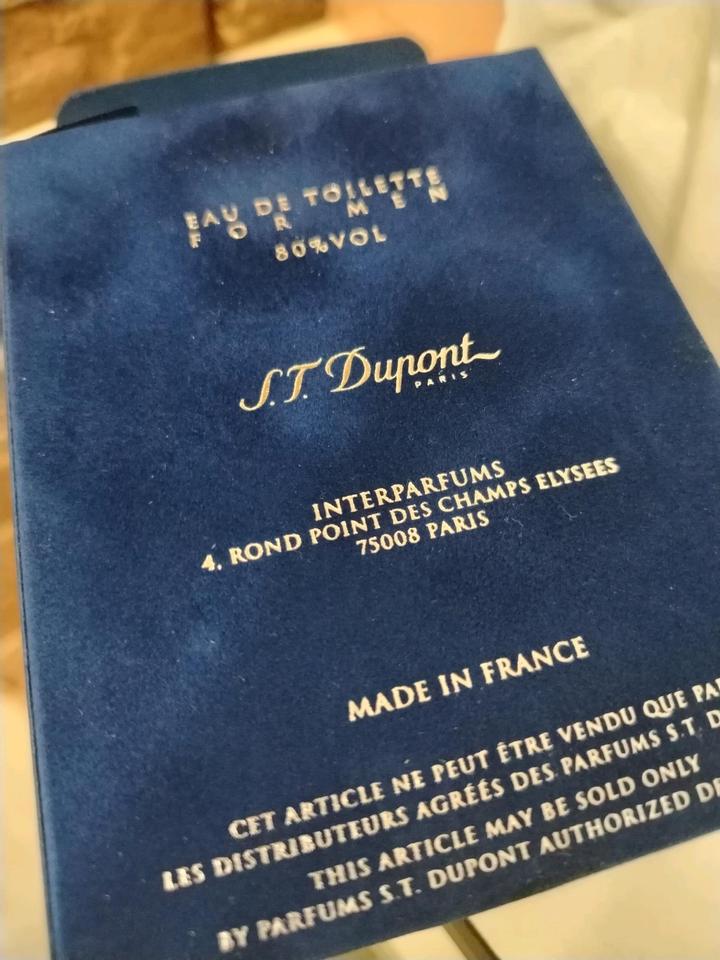 EAU DE TOILETTE
FOR MEN
80%VOL
S.T. Dupont
PARIS
INTERPARFUMS
4, ROND POINT DES CHAMPS ELYSEES
75008 PARIS
MADE IN FRANCE
CET ARTICLE NE PEUT ÊTRE VENDU QUE
LES DISTRIBUTEURS AGRÉÉS DES PARFUMS S.T.
THIS ARTICLE MAY BE SOLD ONLY
BY PARFUMS S.T. DUPONT AUTHORIZED